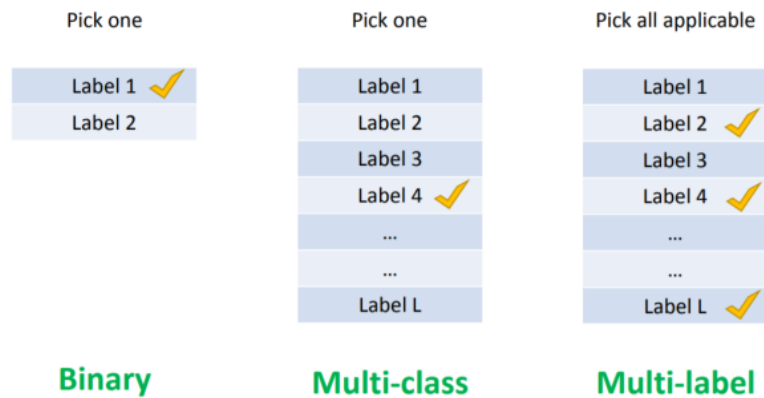 Pick one
Label 1
Label 2
Binary
Pick one
Label 1
Label 2
Label 3
Label 4
...
...
Label L
Multi-class
Pick all applicable
Label 1
Label 2
Label 3
Label 4
...
...
Label L
Multi-label